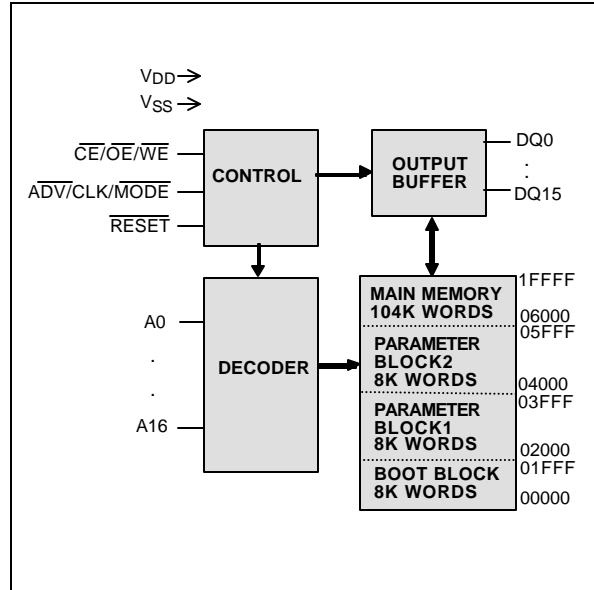 VDD
VSS
CE/OE/WE
ADV/CLK/MODE
RESET
CONTROL
OUTPUT
BUFFER
DQ0
:
DQ15
A0
.
.
A16
DECODER
MAIN MEMORY
104K WORDS
PARAMETER
BLOCK2
8K WORDS
PARAMETER
BLOCK1
8K WORDS
BOOT BLOCK
8K WORDS
1FFFF
06000
05FFF
04000
03FFF
02000
01FFF
00000